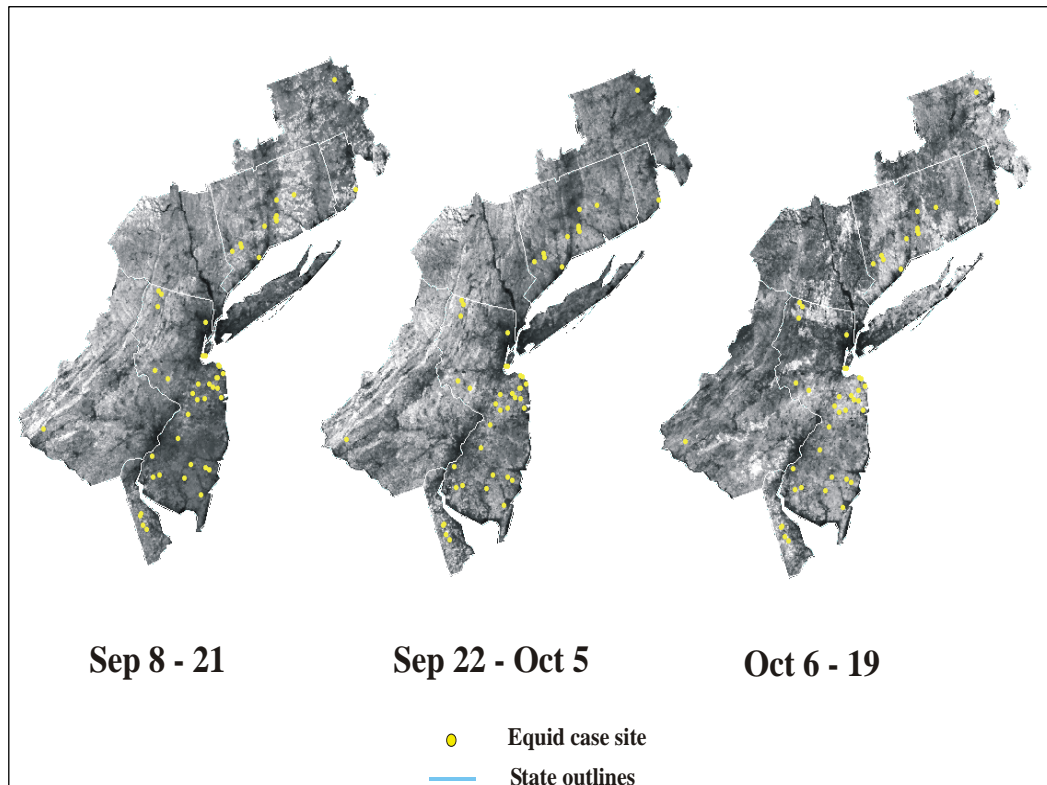 Sep 8 - 21
Sep 22 - Oct 5
Oct 6 - 19
Equid case site
State outlines